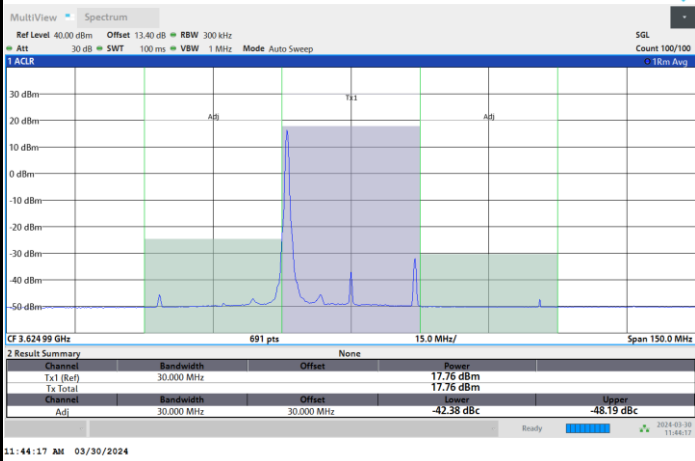 MultiView Spectrum
Ref Level 40.00 dBm Offset 13.40 dB RBW 300 kHz SGL
Att 30 dB SWT 100 ms VBW 1 MHz Mode Auto Sweep Count 100/100
1 ACLR 1Rm Avg
30 dBm
Tx1
20 dBm
Adj Adj
10 dBm
0 dBm
-10 dBm
-20 dBm
-30 dBm
-40 dBm
-50 dBm
CF 3.624 99 GHz 691 pts 15.0 MHz/ Span 150.0 MHz
2 Result Summary None
Channel Bandwidth Offset Power
Tx1 (Ref) 30.000 MHz 17.76 dBm
Tx Total 17.76 dBm
Channel Bandwidth Offset Lower Upper
Adj 30.000 MHz 30.000 MHz -42.38 dBc -48.19 dBc
Ready 2024-03-30
11:44:17
11:44:17 AM 03/30/2024